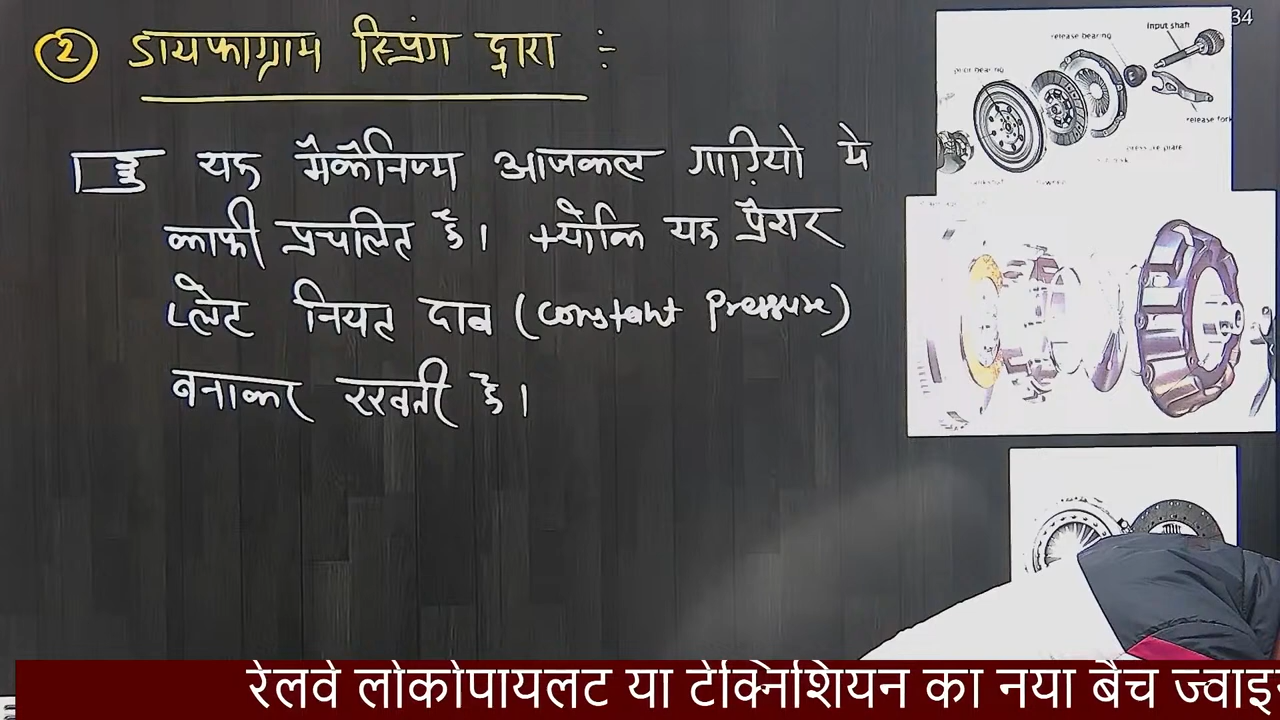 ② डायफाग्राम स्प्रिंग द्वारा :-
यह मैकेनिज्म आजकल गाड़ियो मे
काफी प्रचलित है। क्योकि यह प्रैशर
प्लेट नियत दाब (constant pressure)
बनाकर रखती है।
34
input shaft
release bearing
pilot bearing
release fork
pressure plate
रेलवे लोकोपायलट या टेक्निशियन का नया बैच ज्वाइन